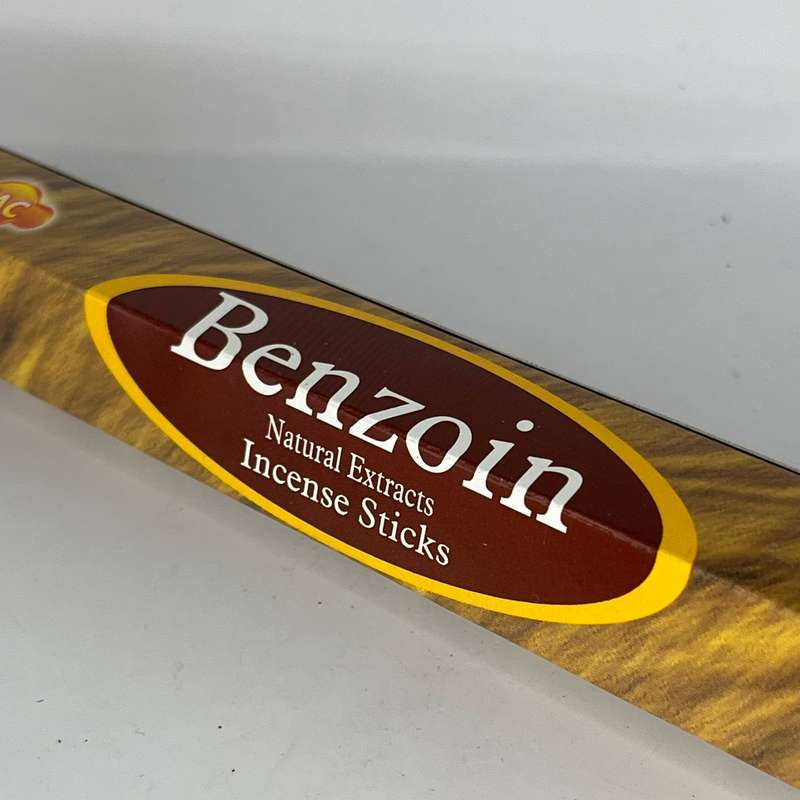 Benzoin
Natural Extracts
Incense Sticks